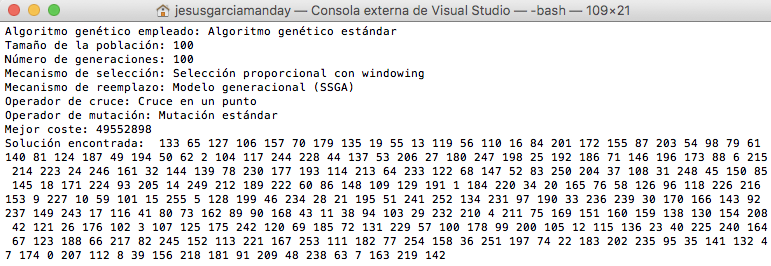 jesusgarciamanday — Consola externa de Visual Studio — -bash — 109×21
Algoritmo genético empleado: Algoritmo genético estándar
Tamaño de la población: 100
Número de generaciones: 100
Mecanismo de selección: Selección proporcional con windowing
Mecanismo de reemplazo: Modelo generacional (SSGA)
Operador de cruce: Cruce en un punto
Operador de mutación: Mutación estándar
Mejor coste: 49552898
Solución encontrada:  133 65 127 106 157 70 179 135 19 55 13 119 56 110 16 84 201 172 155 87 203 54 98 79 61
140 81 124 187 49 194 50 62 2 104 117 244 228 44 137 53 206 27 180 247 198 25 192 186 71 146 196 173 88 6 215
 214 223 24 246 161 32 144 139 78 230 177 193 114 213 64 233 122 68 147 52 83 250 204 37 108 31 248 45 150 85
 145 18 171 224 93 205 14 249 212 189 222 60 86 148 109 129 191 1 184 220 34 20 165 76 58 126 96 118 226 216
153 9 227 10 59 101 15 255 5 128 199 46 234 28 21 195 51 241 252 134 231 97 190 33 236 239 30 170 166 143 92
237 149 243 17 116 41 80 73 162 89 90 168 43 11 38 94 103 29 232 210 4 211 75 169 151 160 159 138 130 154 208
 42 121 26 176 102 3 107 125 175 242 120 69 185 72 131 229 57 100 178 99 200 105 12 115 136 23 40 225 240 164
 67 123 188 66 217 82 245 152 113 221 167 253 111 182 77 254 158 36 251 197 74 22 183 202 235 95 35 141 132 4
7 174 0 207 112 8 39 156 218 181 91 209 48 238 63 7 163 219 142